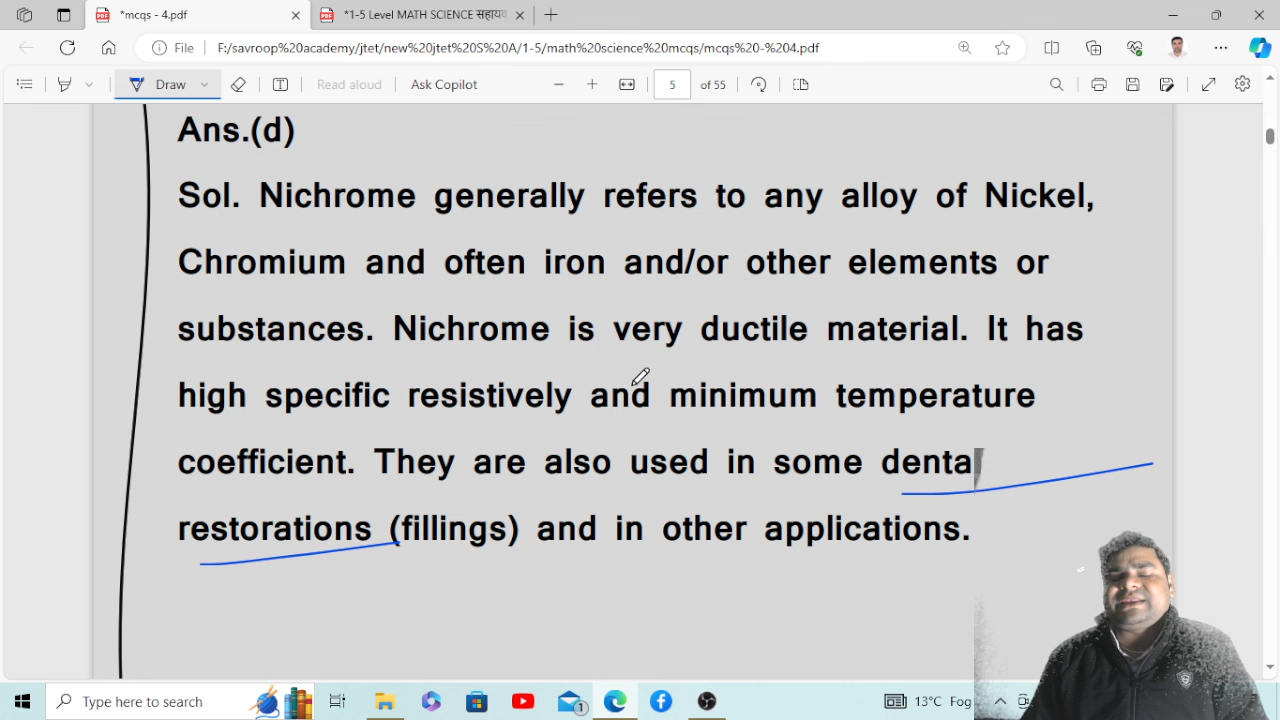 *mcqs - 4.pdf
*1-5 Level MATH SCIENCE सहायक
File F:/savroop%20academy/jtet/new%20jtet%20S%20A/1-5/math%20science%20mcqs/mcqs%20-%204.pdf
Draw Read aloud Ask Copilot 5 of 55
Ans.(d)
Sol. Nichrome generally refers to any alloy of Nickel,
Chromium and often iron and/or other elements or
substances. Nichrome is very ductile material. It has
high specific resistively and minimum temperature
coefficient. They are also used in some dental
restorations (fillings) and in other applications.
Type here to search 1 13°C Fog